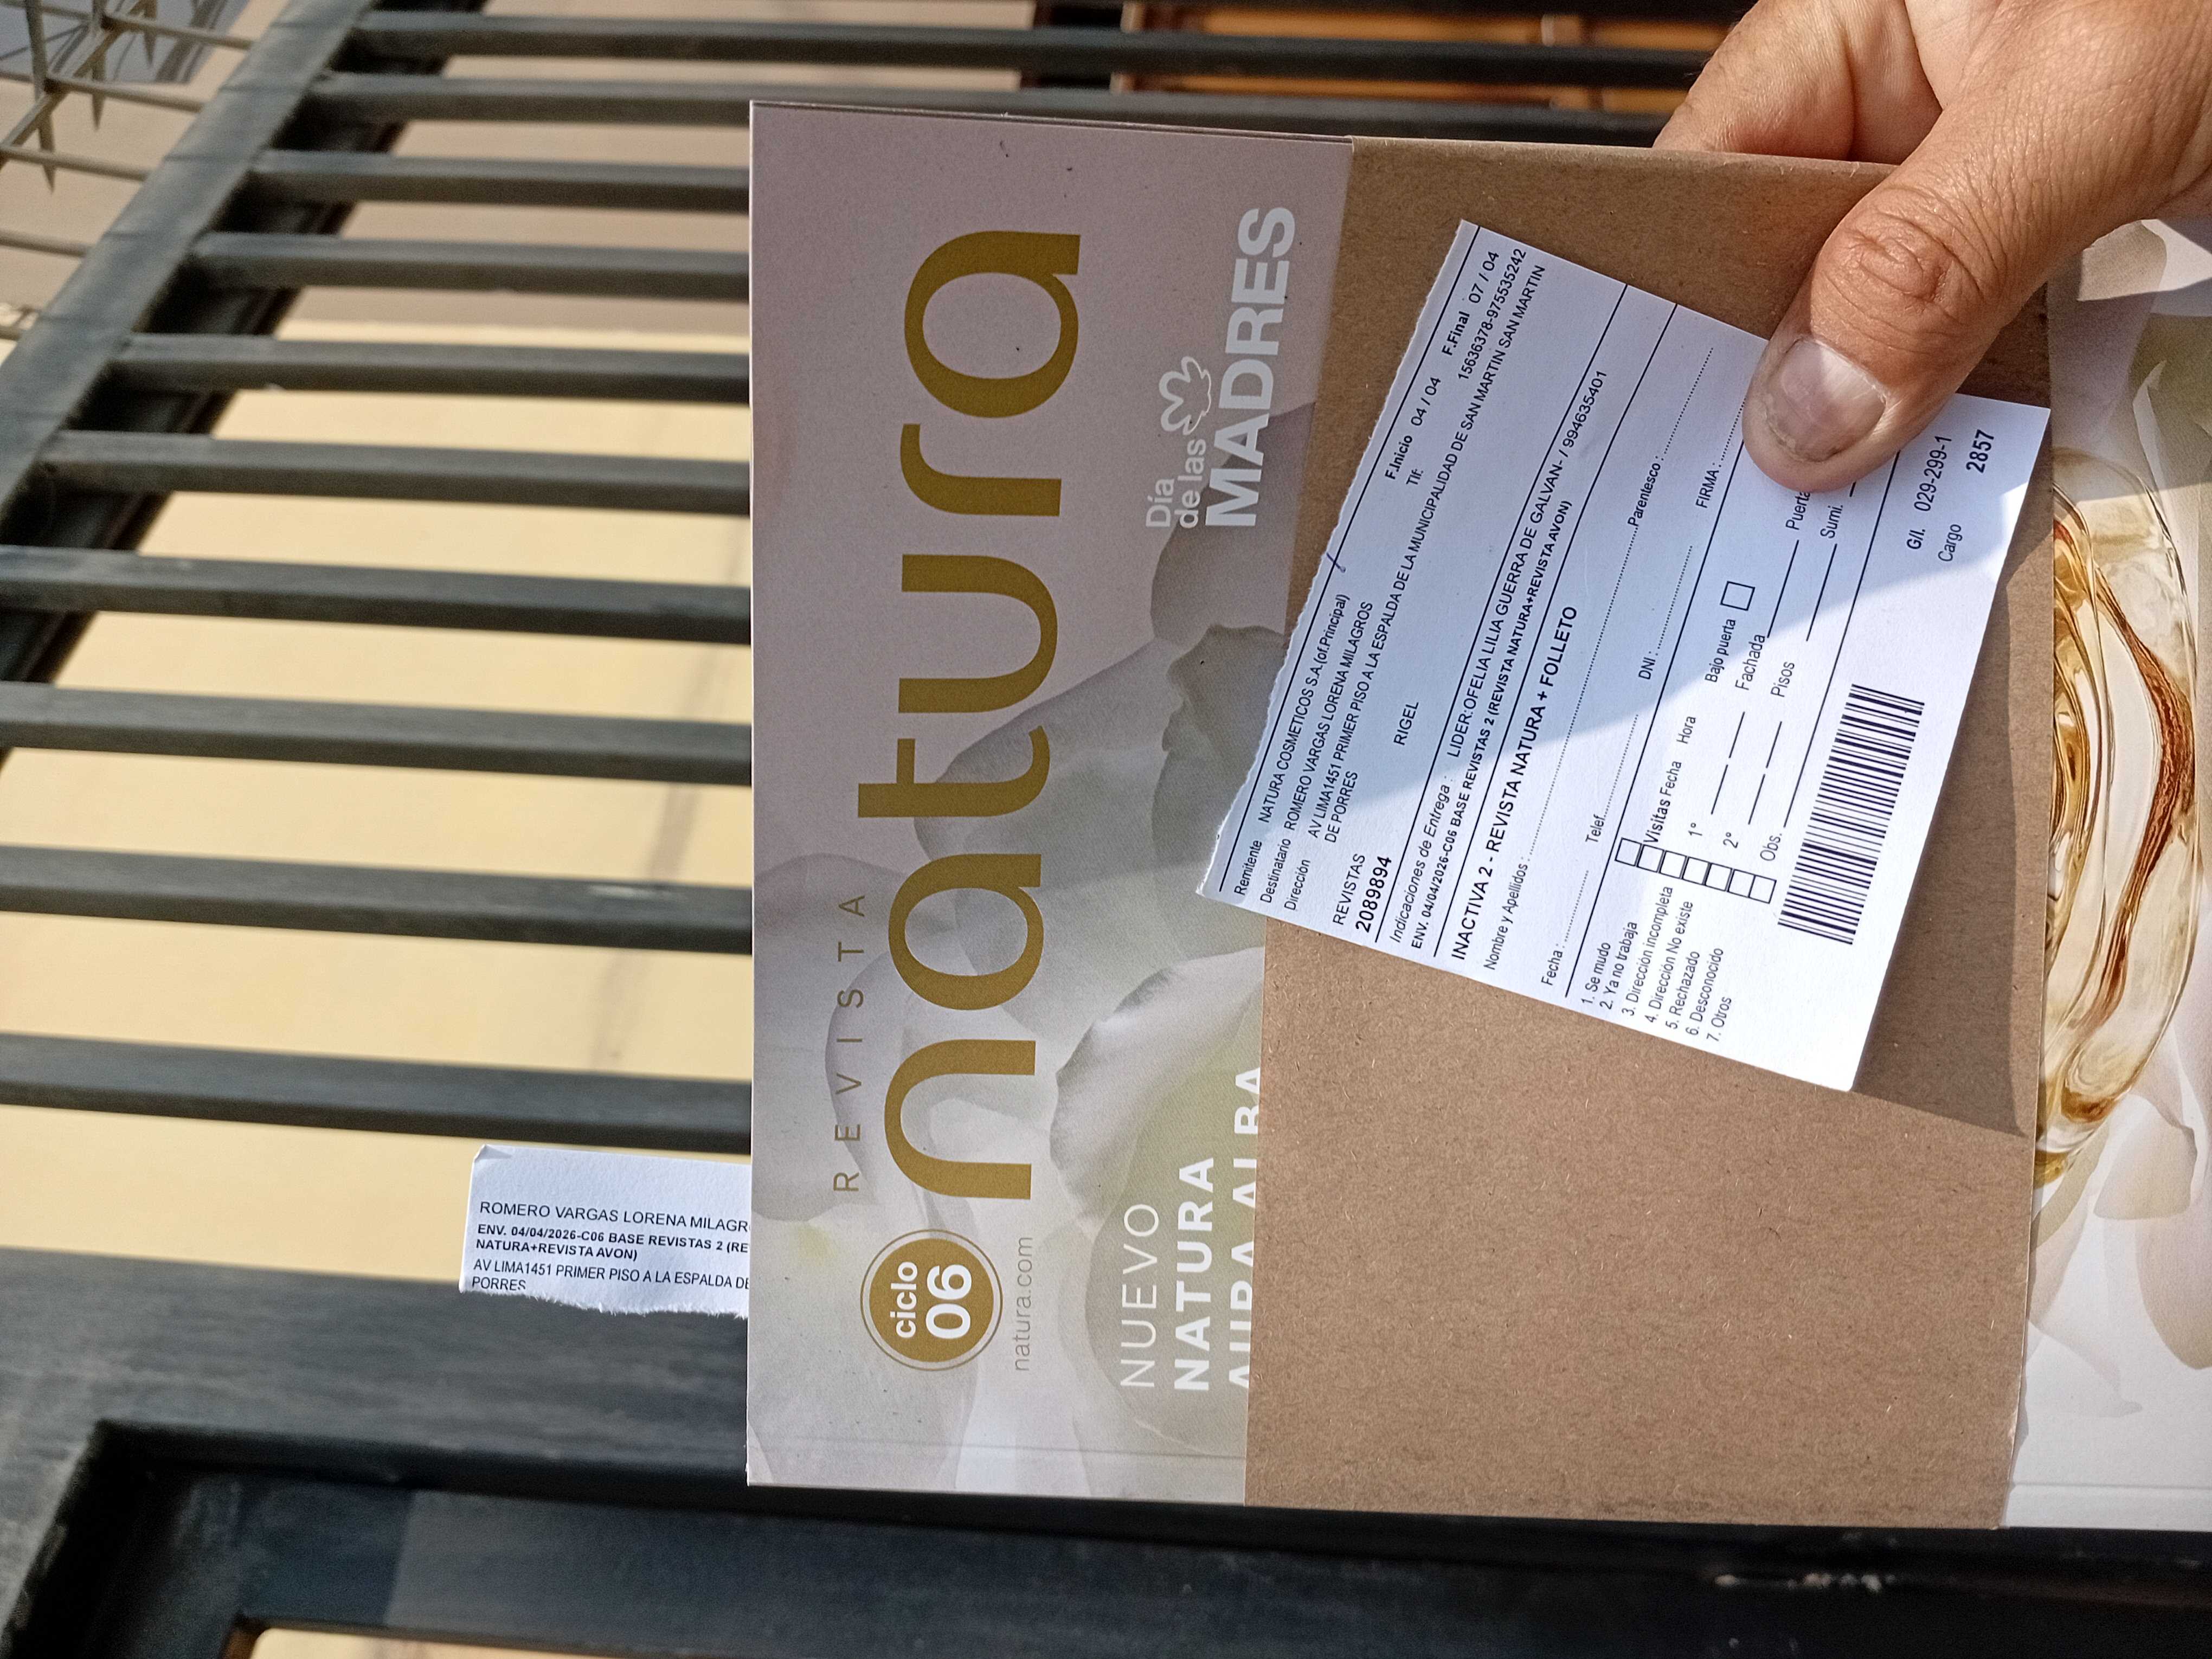 REVISTA
natura
ciclo
06
natura.com
Día
de las
MADRES
NUEVO
NATURA
AURA ALBA
ROMERO VARGAS LORENA MILAGR
ENV. 04/04/2026-C06 BASE REVISTAS 2 (RE
NATURA+REVISTA AVON)
AV LIMA1451 PRIMER PISO A LA ESPALDA DE
PORRES
Remitente NATURA COSMETICOS S.A.(of.Principal) F.Inicio 04 / 04 F.Final 07 / 04
Destinatario ROMERO VARGAS LORENA MILAGROS Tlf: 15636378-975535242
Dirección AV LIMA1451 PRIMER PISO A LA ESPALDA DE LA MUNICIPALIDAD DE SAN MARTIN SAN MARTIN
DE PORRES
REVISTAS RIGEL
2089894
Indicaciones de Entrega : LIDER:OFELIA LILIA GUERRA DE GALVAN- / 994635401
ENV. 04/04/2026-C06 BASE REVISTAS 2 (REVISTA NATURA+REVISTA AVON)
INACTIVA 2 - REVISTA NATURA + FOLLETO
Nombre y Apellidos : Parentesco :
Fecha : Telef. DNI : FIRMA :
1. Se mudo
2. Ya no trabaja
3. Dirección incompleta
4. Dirección No existe
5. Rechazado
6. Desconocido
7. Otros
Visitas Fecha Hora
1°
2°
Obs.
Bajo puerta
Fachada Puerta
Pisos Sumi.
G/l. 029-299-1
Cargo 2857